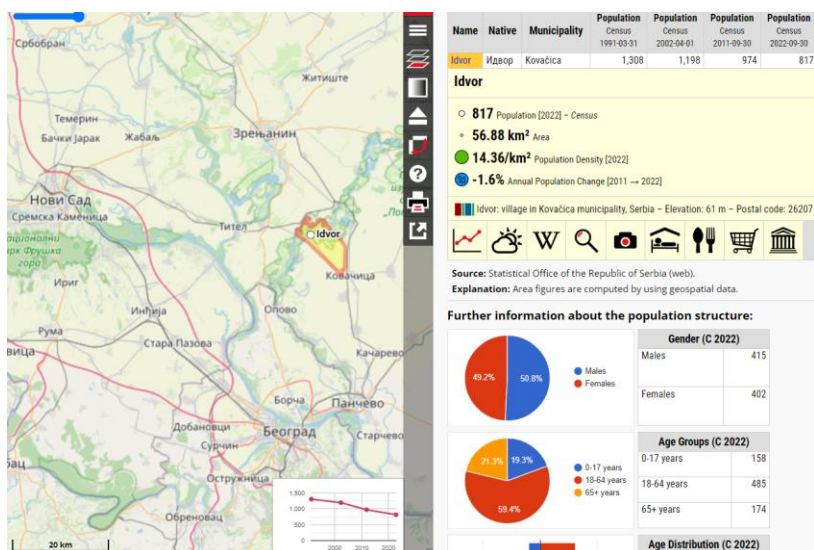 Србобран
Житиште
Темерин
Бачки Јарак
Жабаљ
Зрењанин
Нови Сад
Сремска Каменица
Тител
Idvor
Ковачица
Ириг
Инђија
Опово
Рума
Стара Пазова
Качарево
Борча
Панчево
Добановци
Београд
Старчево
Сурчин
Остружница
Обреновац
20 km
1,500
1,000
500
0
2000 2010 2020
Name Native Municipality Population Population Population Population
Census Census Census Census
1991-03-31 2002-04-01 2011-09-30 2022-09-30
Idvor Идвор Kovačica 1,308 1,198 974 817
Idvor
817 Population [2022] – Census
56.88 km² Area
14.36/km² Population Density [2022]
-1.6% Annual Population Change [2011 → 2022]
Idvor: village in Kovačica municipality, Serbia – Elevation: 61 m – Postal code: 26207
W
Source: Statistical Office of the Republic of Serbia (web).
Explanation: Area figures are computed by using geospatial data.
Further information about the population structure:
49.2% 50.8%
Males
Females
Gender (C 2022)
Males 415
Females 402
21.3% 19.3%
59.4%
0-17 years
18-64 years
65+ years
Age Groups (C 2022)
0-17 years 158
18-64 years 485
65+ years 174
Age Distribution (C 2022)